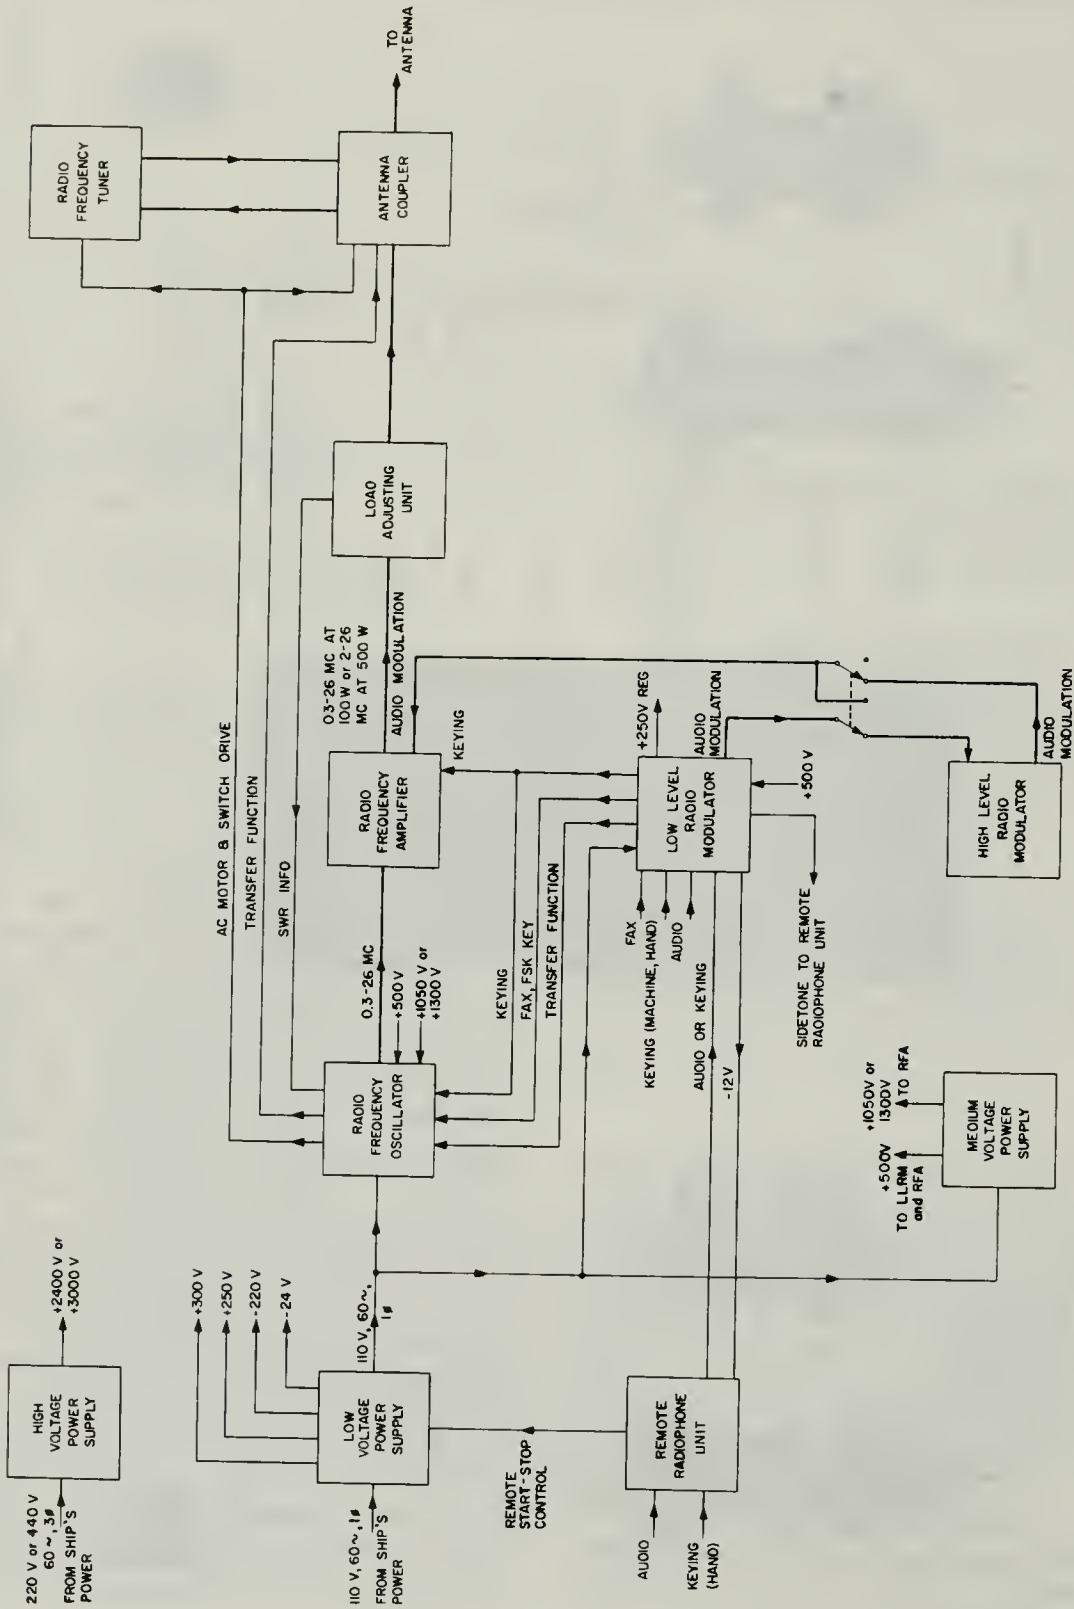 220 V or 440 V
60 ~, 3ø
FROM SHIP'S
POWER
HIGH
VOLTAGE
POWER
SUPPLY
+2400 V or
+3000 V
+300 V
+250 V
-220 V
-24 V
110 V, 60 ~, 1ø
FROM SHIP'S
POWER
LOW
VOLTAGE
POWER
SUPPLY
110 V, 60 ~,
1ø
REMOTE
START-STOP
CONTROL
AUDIO
KEYING
(HAND)
REMOTE
RADIOPHONE
UNIT
AC MOTOR & SWITCH DRIVE
TRANSFER FUNCTION
SWR INFO
RADIO
FREQUENCY
OSCILLATOR
0.3-26 MC
+500 V
+1050 V or
+1300V
KEYING
FAX, FSK KEY
TRANSFER FUNCTION
RADIO
FREQUENCY
AMPLIFIER
0.3-26 MC AT
100 W or 2-26
MC AT 500 W
AUDIO MODULATION
KEYING
LOAD
ADJUSTING
UNIT
RADIO
FREQUENCY
TUNER
ANTENNA
COUPLER
TO
ANTENNA
FAX
KEYING (MACHINE, HAND)
AUDIO
AUDIO OR KEYING
-12V
LOW LEVEL
RADIO
MODULATOR
+250V REG
AUDIO
MODULATION
+500 V
SIDETONE TO REMOTE
RADIOPHONE UNIT
+500V
TO LLRM
and RFA
+1050V or
1300V
TO RFA
MEDIUM
VOLTAGE
POWER
SUPPLY
HIGH LEVEL
RADIO
MODULATOR
AUDIO
MODULATION